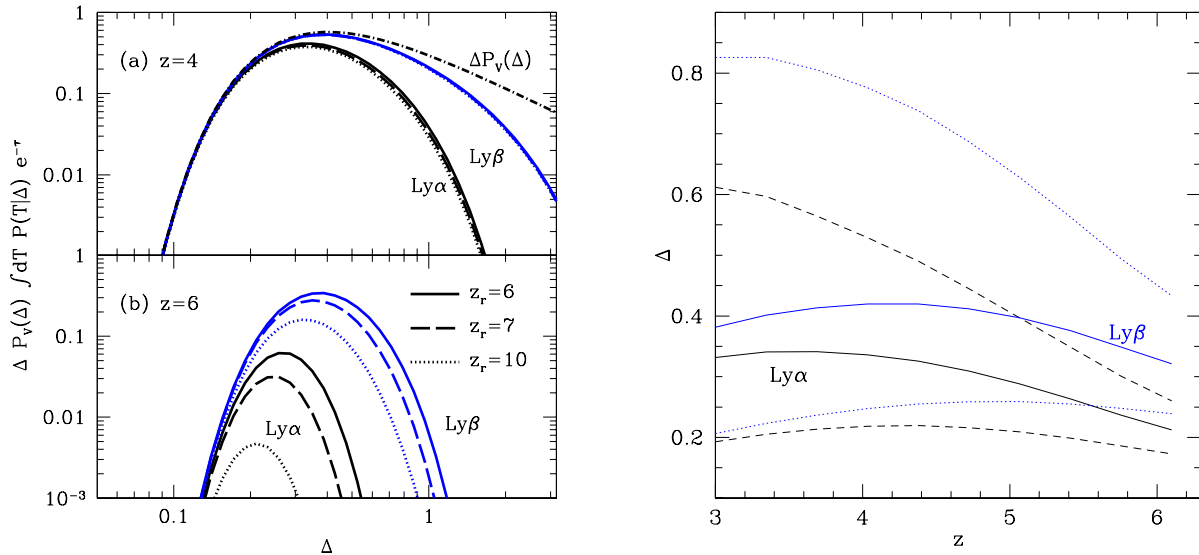 Δ P_V(Δ) ∫dT P(T|Δ) e^{-τ}
(a) z=4
ΔP_V(Δ)
Lyβ
Lyα
1
0.1
0.01
1
(b) z=6
z_r=6
z_r=7
z_r=10
Lyα
Lyβ
0.1
0.01
10^{-3}
0.1
1
Δ
0.8
0.6
0.4
0.2
Δ
Lyβ
Lyα
3
4
5
6
z